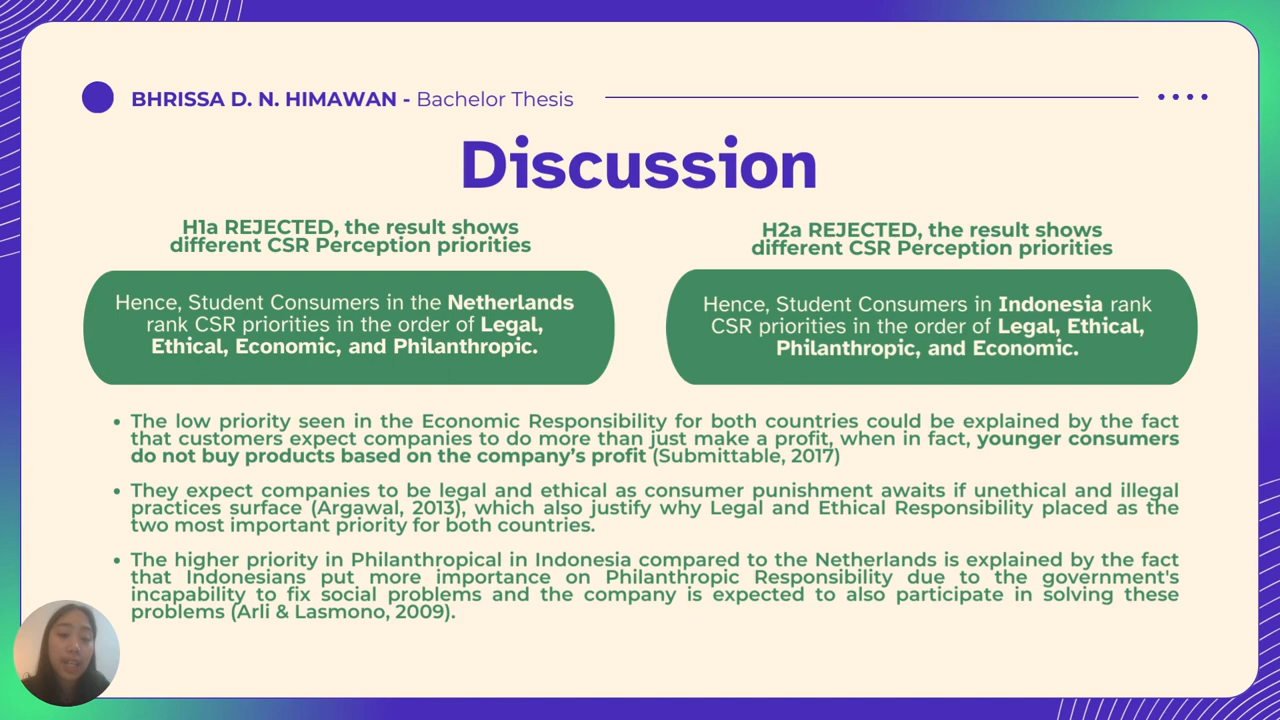 BHRISSA D. N. HIMAWAN - Bachelor Thesis
Discussion
H1a REJECTED, the result shows
different CSR Perception priorities
Hence, Student Consumers in the Netherlands
rank CSR priorities in the order of Legal,
Ethical, Economic, and Philanthropic.
H2a REJECTED, the result shows
different CSR Perception priorities
Hence, Student Consumers in Indonesia rank
CSR priorities in the order of Legal, Ethical,
Philanthropic, and Economic.
• The low priority seen in the Economic Responsibility for both countries could be explained by the fact
that customers expect companies to do more than just make a profit, when in fact, younger consumers
do not buy products based on the company's profit (Submittable, 2017)
• They expect companies to be legal and ethical as consumer punishment awaits if unethical and illegal
practices surface (Argawal, 2013), which also justify why Legal and Ethical Responsibility placed as the
two most important priority for both countries.
• The higher priority in Philanthropical in Indonesia compared to the Netherlands is explained by the fact
that Indonesians put more importance on Philanthropic Responsibility due to the government's
incapability to fix social problems and the company is expected to also participate in solving these
problems (Arli & Lasmono, 2009).